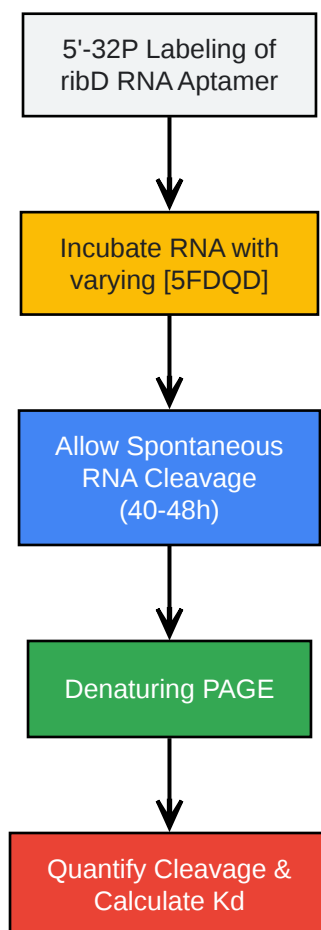 5'-32P Labeling of
ribD RNA Aptamer
Incubate RNA with
varying [5FDQD]
Allow Spontaneous
RNA Cleavage
(40-48h)
Denaturing PAGE
Quantify Cleavage &
Calculate Kd